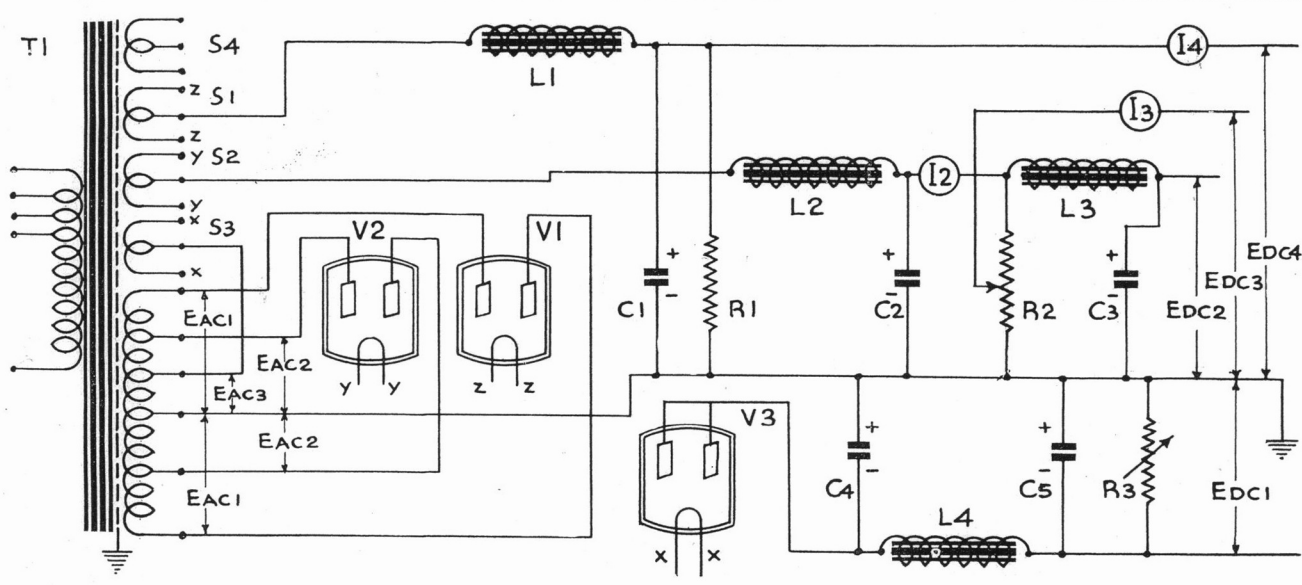 T1
S4
Z S1
Z
Y S2
Y
X S3
X
L1
I4
I3
L2
I2
L3
V2
V1
EAC1
EAC2
EAC3
EAC2
EAC1
Y Y
Z Z
+
-
C1
R1
+
-
C2
R2
+
-
C3
EDC2
EDC3
EDC4
V3
X X
+
-
C4
+
-
C5
R3
EDC1
L4